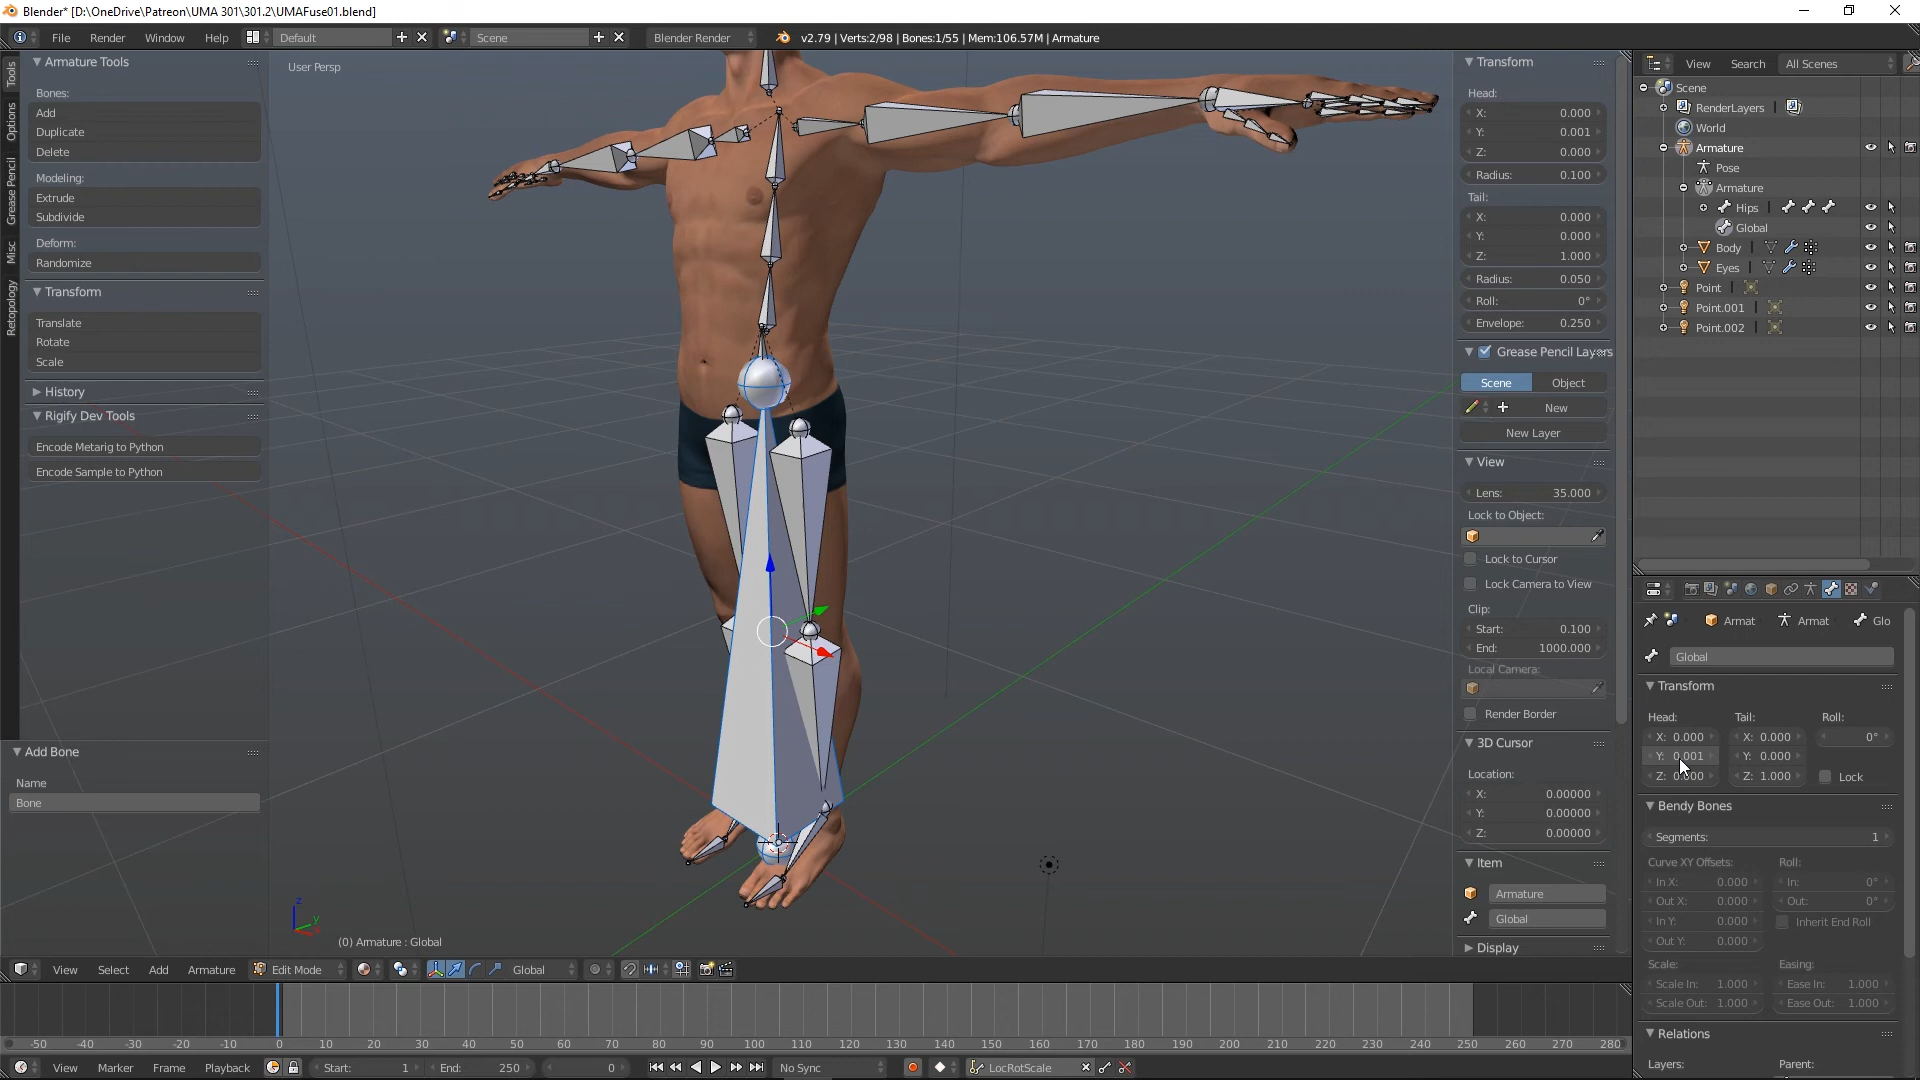 Blender* [D:\OneDrive\Patreon\UMA 301\301.2\UMAFuse01.blend]
File Render Window Help Default Scene Blender Render v2.79 | Verts:2/98 | Bones:1/55 | Mem:106.57M | Armature
Tools
Options
Grease Pencil
Misc
Retopology
Armature Tools
Bones:
Add
Duplicate
Delete
Modeling:
Extrude
Subdivide
Deform:
Randomize
Transform
Translate
Rotate
Scale
History
Rigify Dev Tools
Encode Metarig to Python
Encode Sample to Python
Add Bone
Name
Bone
User Persp
(0) Armature : Global
Transform
Head:
X: 0.000
Y: 0.001
Z: 0.000
Radius: 0.100
Tail:
X: 0.000
Y: 0.000
Z: 1.000
Radius: 0.050
Roll: 0°
Envelope: 0.250
Grease Pencil Layers
Scene Object
New
New Layer
View
Lens: 35.000
Lock to Object:
Lock to Cursor
Lock Camera to View
Clip:
Start: 0.100
End: 1000.000
Local Camera:
Render Border
3D Cursor
Location:
X: 0.00000
Y: 0.00000
Z: 0.00000
Item
Armature
Global
Display
View Search All Scenes
Scene
RenderLayers
World
Armature
Pose
Armature
Hips
Global
Body
Eyes
Point
Point.001
Point.002
Armat Armat Glo
Global
Transform
Head: Tail: Roll:
X: 0.000 X: 0.000 0°
Y: 0.001 Y: 0.000
Z: 0.000 Z: 1.000 Lock
Bendy Bones
Segments: 1
Curve XY Offsets: Roll:
In X: 0.000 In: 0°
Out X: 0.000 Out: 0°
In Y: 0.000 Inherit End Roll
Out Y: 0.000
Scale: Easing:
Scale In: 1.000 Ease In: 1.000
Scale Out: 1.000 Ease Out: 1.000
Relations
Layers: Parent:
View Select Add Armature Edit Mode Global
-50 -40 -30 -20 -10 0 10 20 30 40 50 60 70 80 90 100 110 120 130 140 150 160 170 180 190 200 210 220 230 240 250 260 270 280
View Marker Frame Playback Start: 1 End: 250 0 No Sync LocRotScale